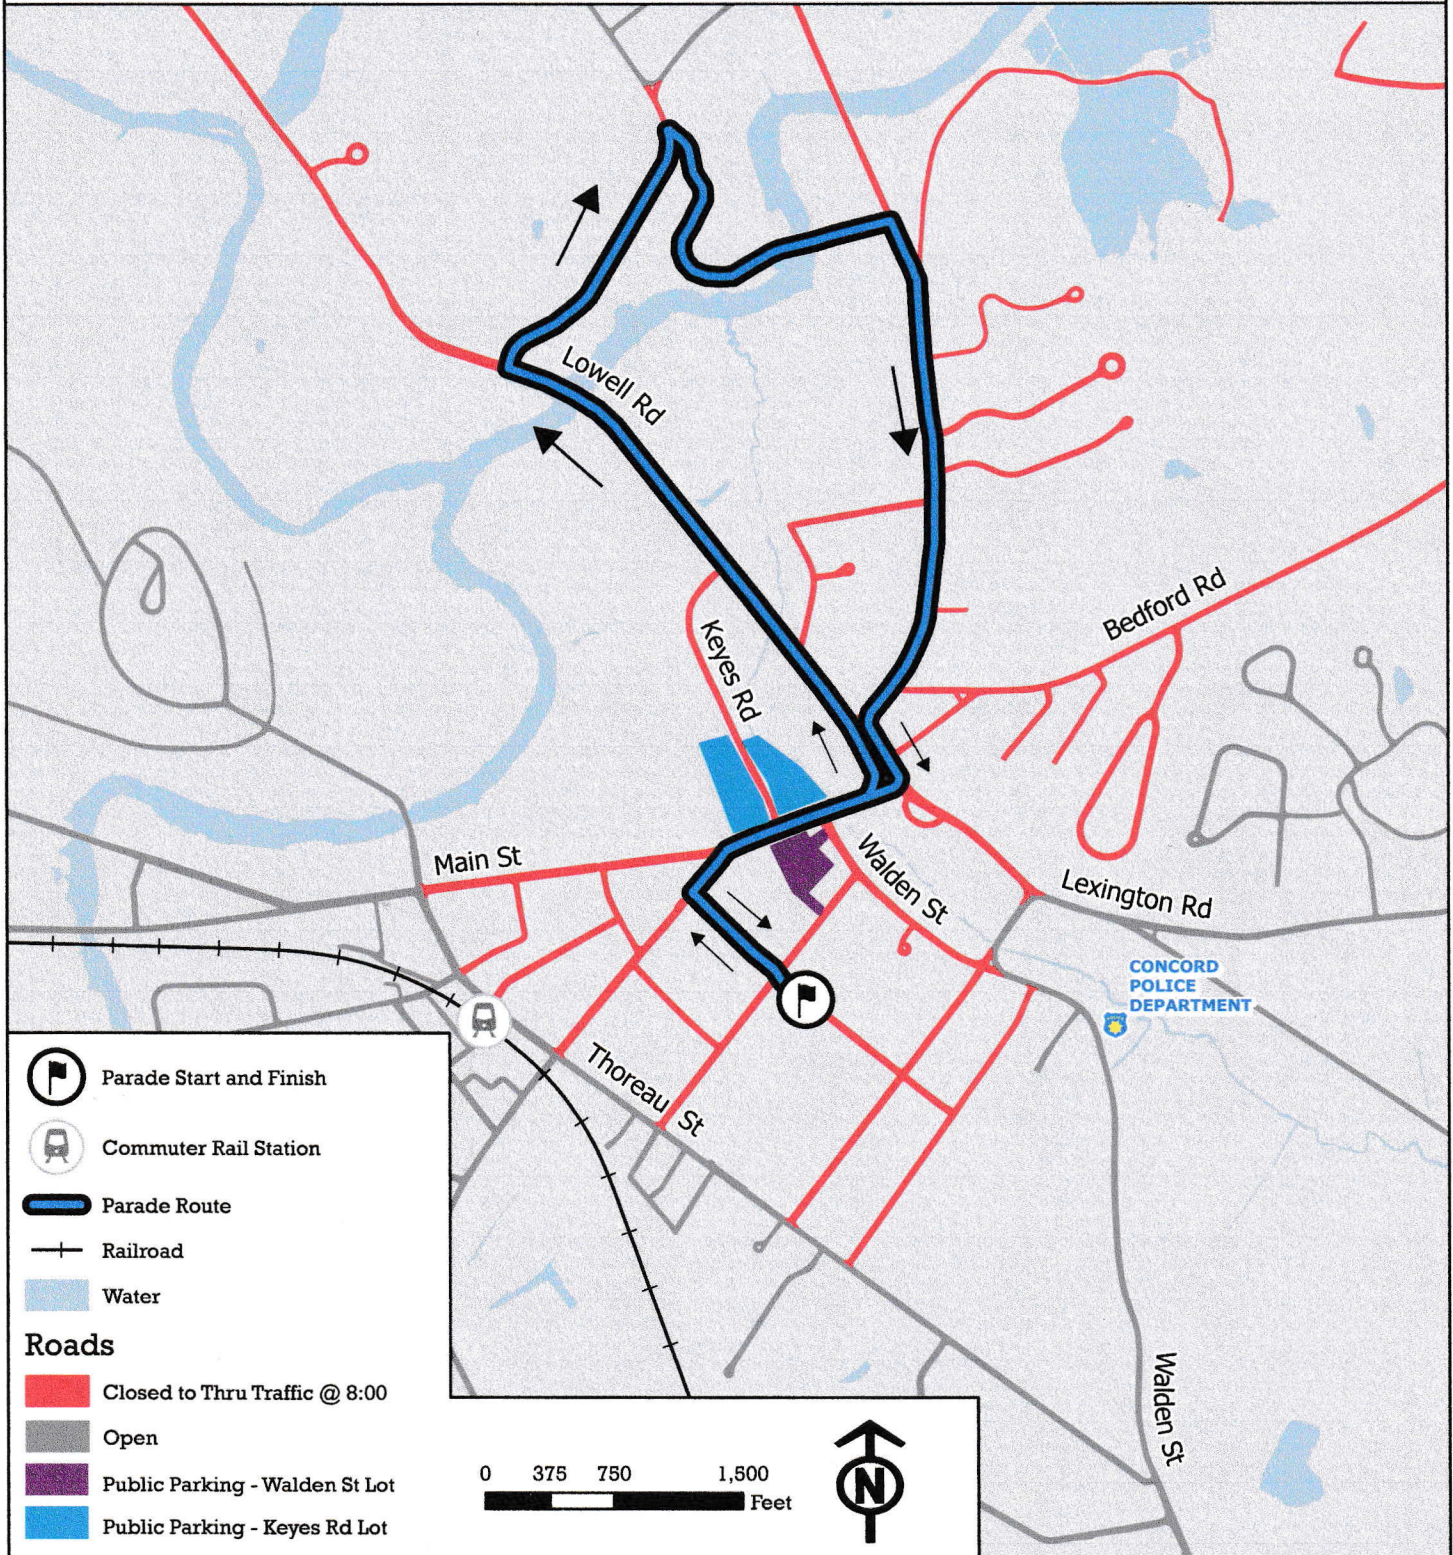 Lowell Rd
Keyes Rd
Bedford Rd
Main St
Walden St
Lexington Rd
CONCORD
POLICE
DEPARTMENT
Thoreau St
Walden St
Parade Start and Finish
Commuter Rail Station
Parade Route
Railroad
Water
Roads
Closed to Thru Traffic @ 8:00
Open
Public Parking - Walden St Lot
Public Parking - Keyes Rd Lot
0 375 750 1,500
Feet
N